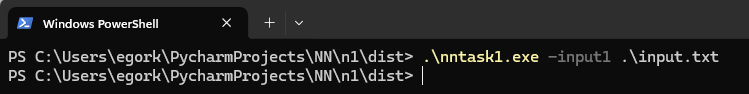 Windows PowerShell
PS C:\Users\egork\PycharmProjects\NN\n1\dist> .\nntask1.exe -input1 .\input.txt
PS C:\Users\egork\PycharmProjects\NN\n1\dist>